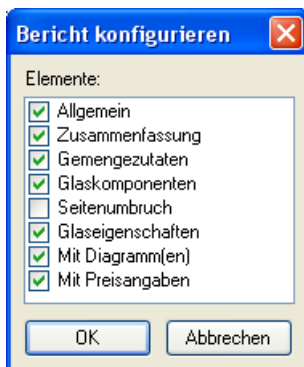 Bericht konfigurieren
Elemente:
Allgemein
Zusammenfassung
Gemengezutaten
Glaskomponenten
Seitenumbruch
Glaseigenschaften
Mit Diagramm(en)
Mit Preisangaben
OK
Abbrechen